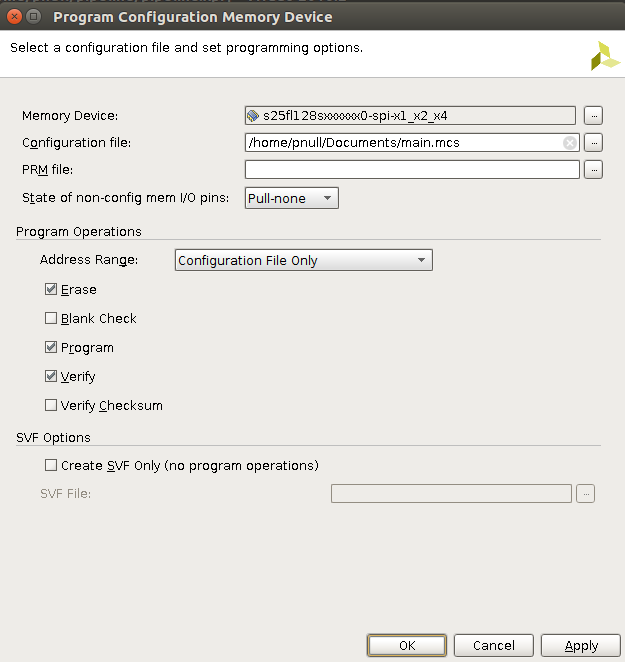 Program Configuration Memory Device
Select a configuration file and set programming options.
Memory Device: s25fl128sxxxxxx0-spi-x1_x2_x4 ...
Configuration file: /home/pnull/Documents/main.mcs ...
PRM file: ...
State of non-config mem I/O pins: Pull-none
Program Operations
Address Range: Configuration File Only
Erase
Blank Check
Program
Verify
Verify Checksum
SVF Options
Create SVF Only (no program operations)
SVF File: ...
OK Cancel Apply